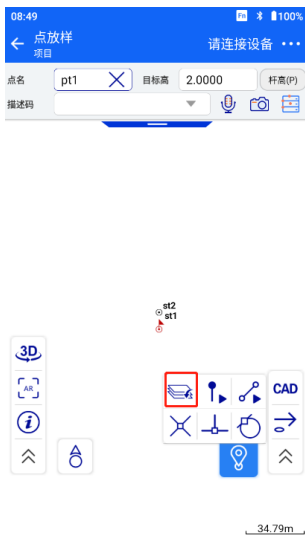 08:49
Fn 100%
点放样
项目
请连接设备
点名 pt1 目标高 2.0000 杆高(P)
描述码
st2
st1
3D
AR
i
CAD
34.79m